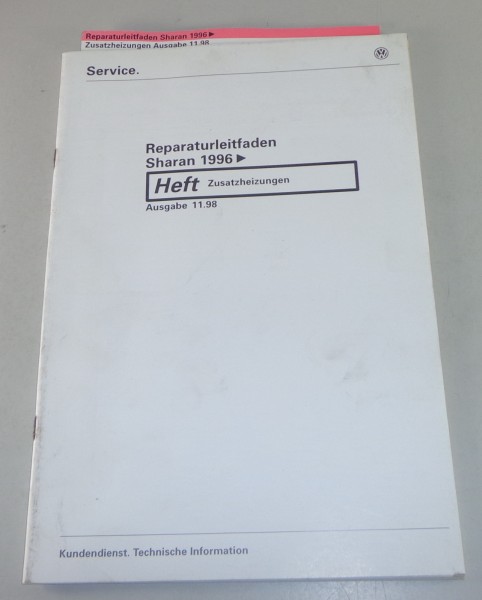 Reparaturleitfaden Sharan 1996 ►
Zusatzheizungen Ausgabe 11.98
Service.
Reparaturleitfaden
Sharan 1996 ►
Heft Zusatzheizungen
Ausgabe 11.98
Kundendienst. Technische Information